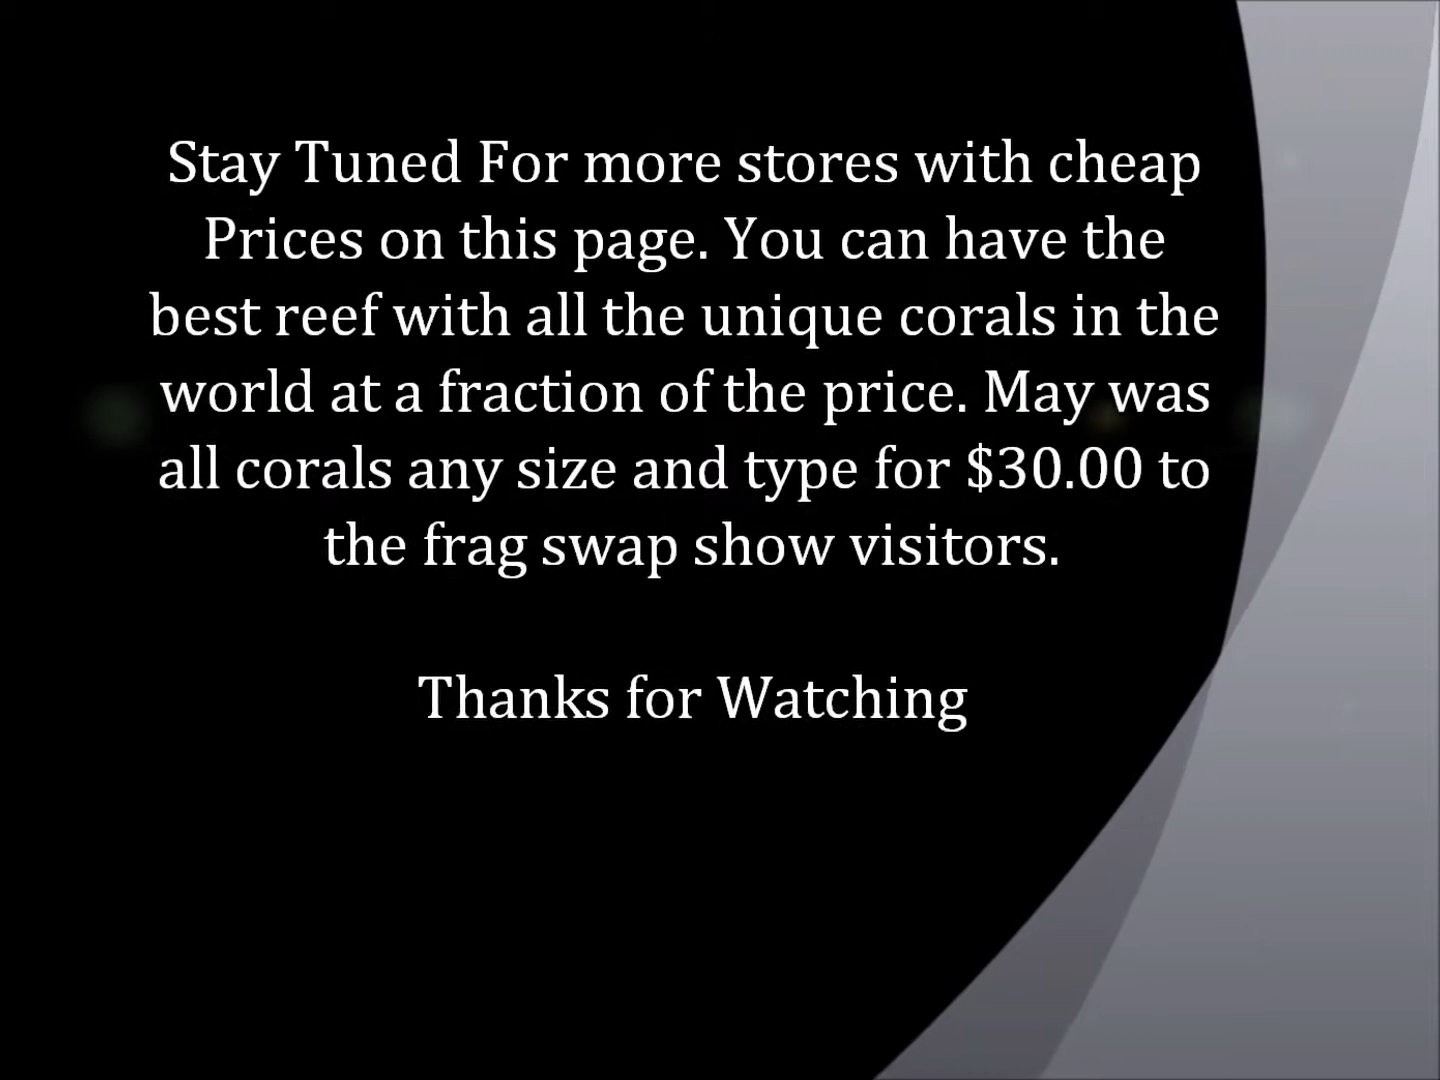 Stay Tuned For more stores with cheap
Prices on this page. You can have the
best reef with all the unique corals in the
world at a fraction of the price. May was
all corals any size and type for $30.00 to
the frag swap show visitors.
Thanks for Watching